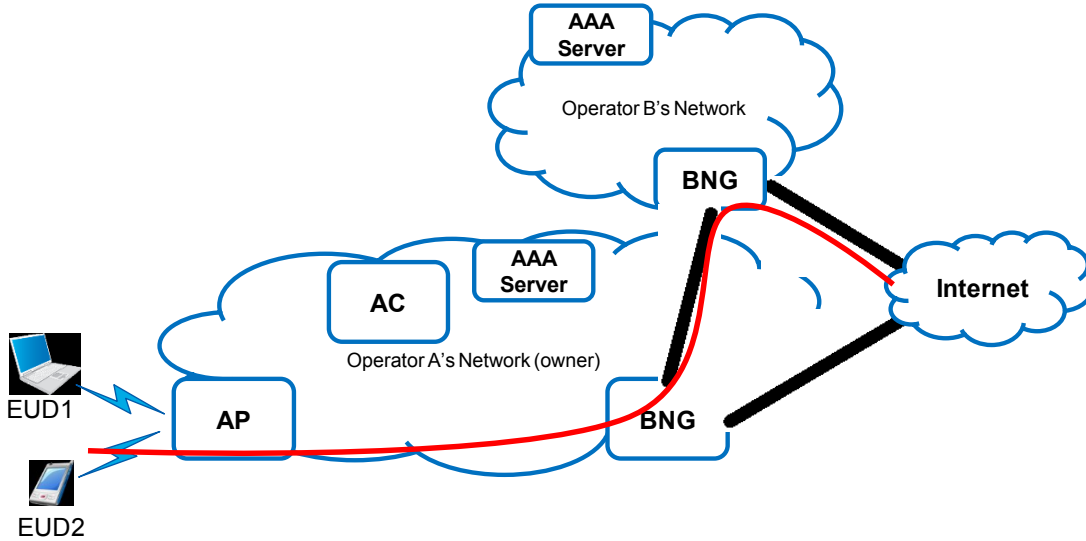 AAA
Server
Operator B's Network
BNG
AAA
Server
AC
Internet
Operator A's Network (owner)
EUD1
AP
BNG
EUD2